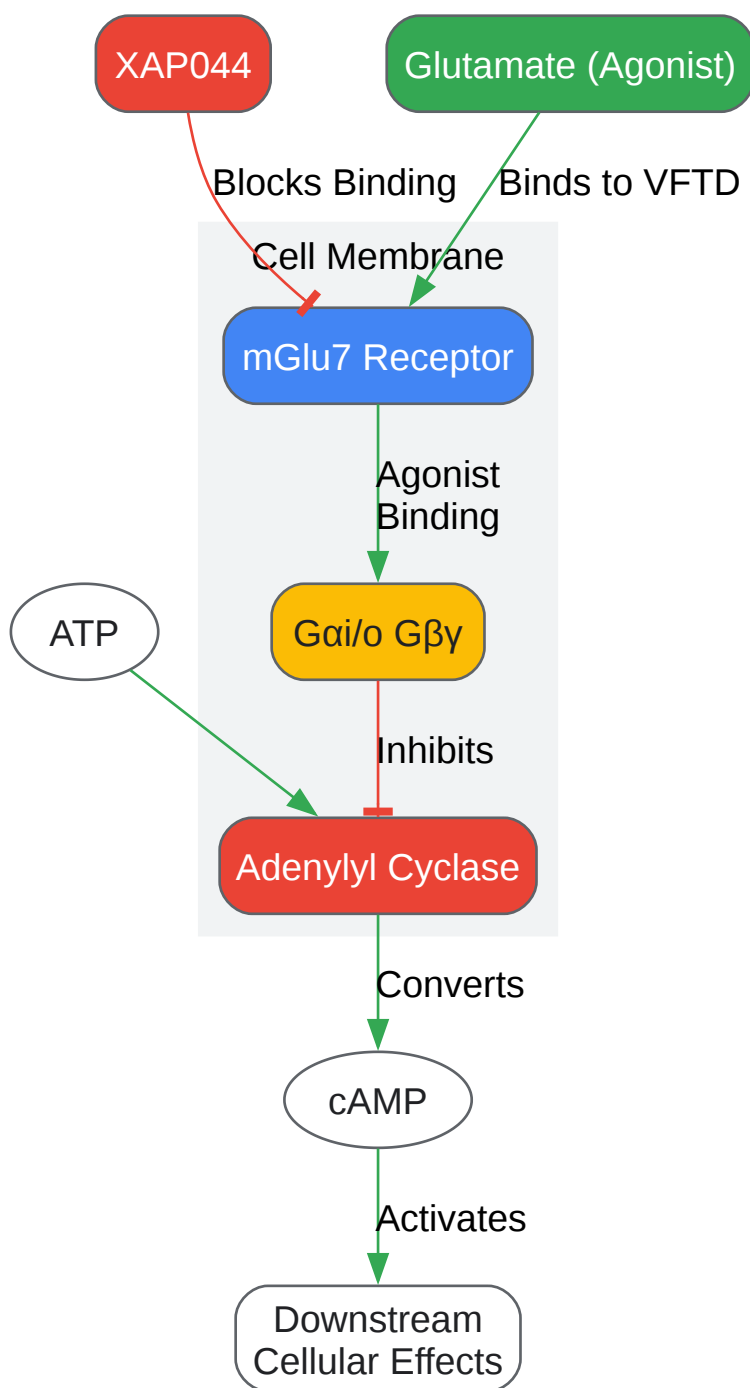 XAP044
Glutamate (Agonist)
Blocks Binding
Binds to VFTD
Cell Membrane
mGlu7 Receptor
Agonist
Binding
ATP
Gαi/o Gβγ
Inhibits
Adenylyl Cyclase
Converts
cAMP
Activates
Downstream
Cellular Effects